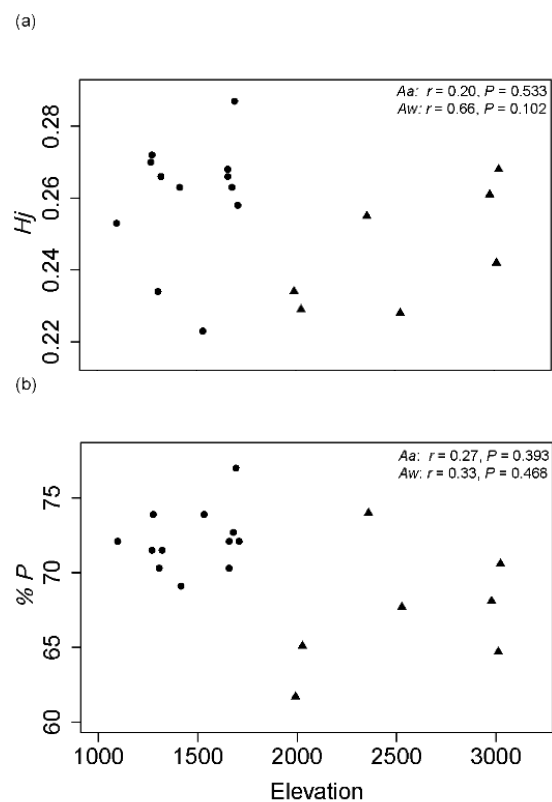 (a)
Aa: r = 0.20, P = 0.533
Aw: r = 0.66, P = 0.102
0.28
0.26
0.24
0.22
Hj
(b)
Aa: r = 0.27, P = 0.393
Aw: r = 0.33, P = 0.468
75
70
65
60
% P
1000 1500 2000 2500 3000
Elevation